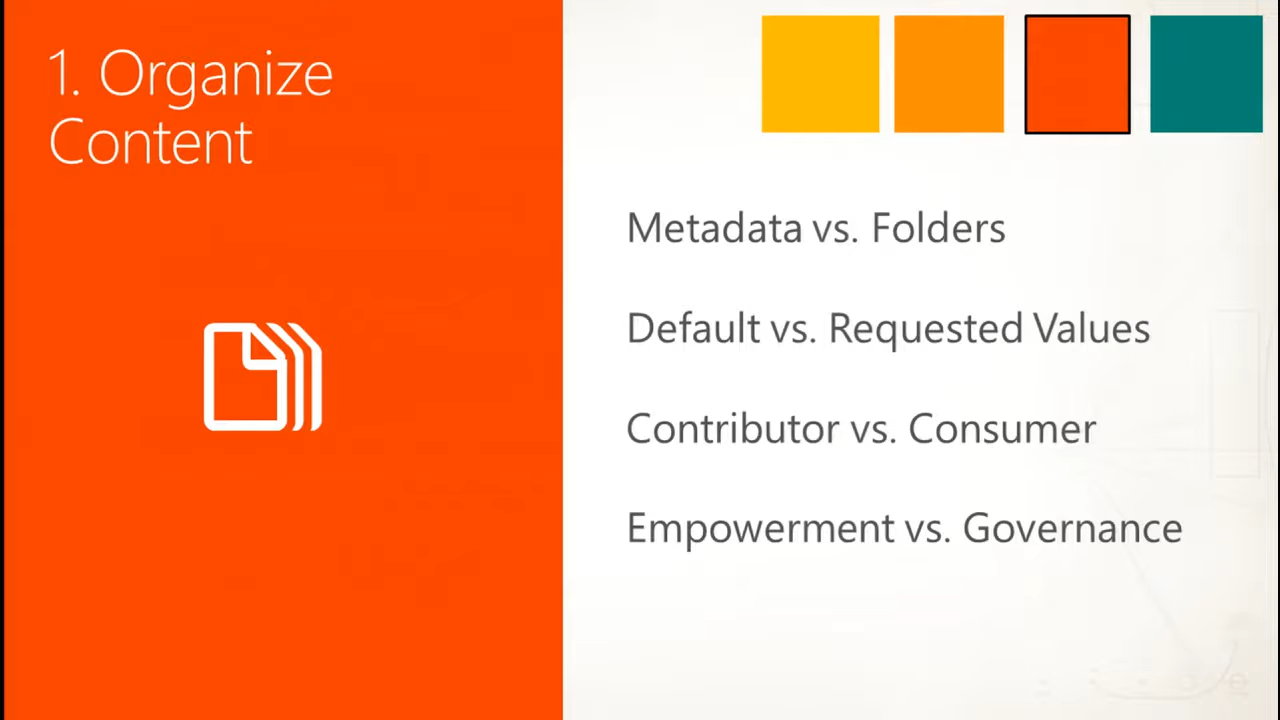 1. Organize
Content
Metadata vs. Folders
Default vs. Requested Values
Contributor vs. Consumer
Empowerment vs. Governance